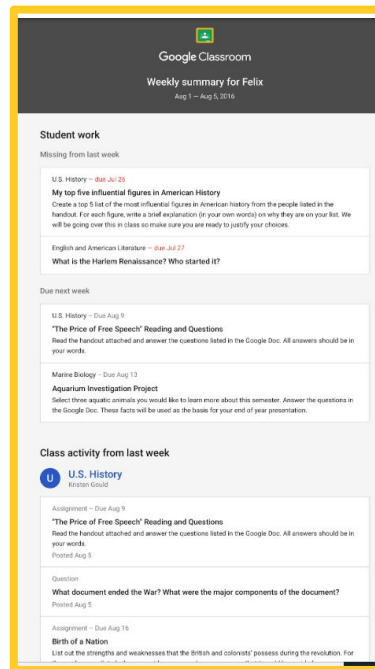 Google Classroom
Weekly summary for Felix
Aug 1 – Aug 5, 2016
Student work
Missing from last week
U.S. History – due Jul 26
My top five influential figures in American History
Create a top 5 list of the most influential figures in American history from the people listed in the
handout. For each figure, write a brief explanation (in your own words) on why they are on your list. We
will be going over this in class so make sure you are ready to justify your choices.
English and American Literature – due Jul 27
What is the Harlem Renaissance? Who started it?
Due next week
U.S. History – Due Aug 9
"The Price of Free Speech" Reading and Questions
Read the handout attached and answer the questions listed in the Google Doc. All answers should be in
your words.
Marine Biology – Due Aug 13
Aquarium Investigation Project
Select three aquatic animals you would like to learn more about this semester. Answer the questions in
the Google Doc. These facts will be used as the basis for your end of year presentation.
Class activity from last week
U
U.S. History
Kristen Gould
Assignment – Due Aug 9
"The Price of Free Speech" Reading and Questions
Read the handout attached and answer the questions listed in the Google Doc. All answers should be in
your words.
Posted Aug 5
Question
What document ended the War? What were the major components of the document?
Posted Aug 5
Assignment – Due Aug 16
Birth of a Nation
List out the strengths and weaknesses that the British and colonists' possess during the revolution. For